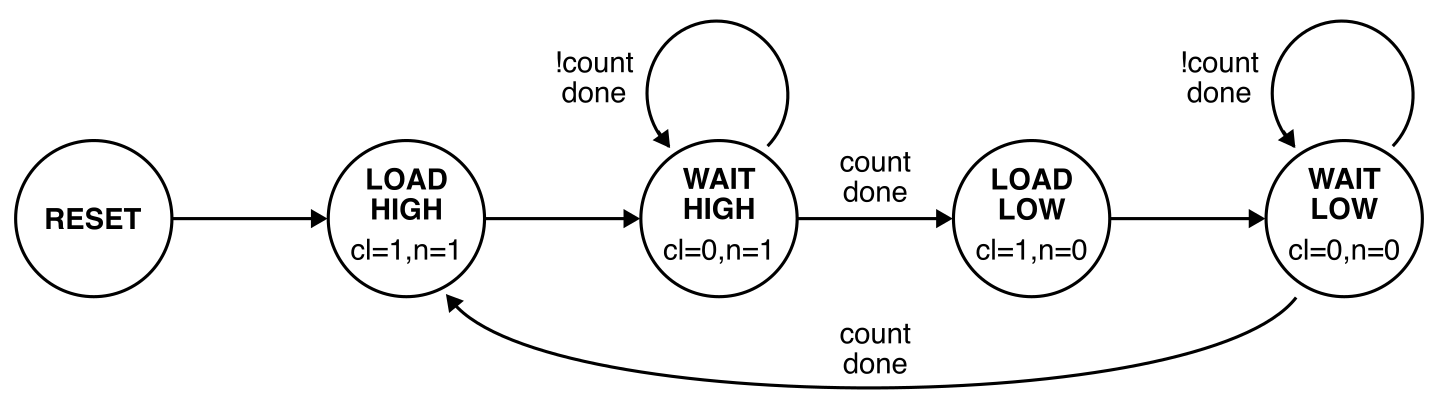 !count
done
!count
done
RESET
LOAD
HIGH
cl=1,n=1
WAIT
HIGH
cl=0,n=1
count
done
LOAD
LOW
cl=1,n=0
WAIT
LOW
cl=0,n=0
count
done